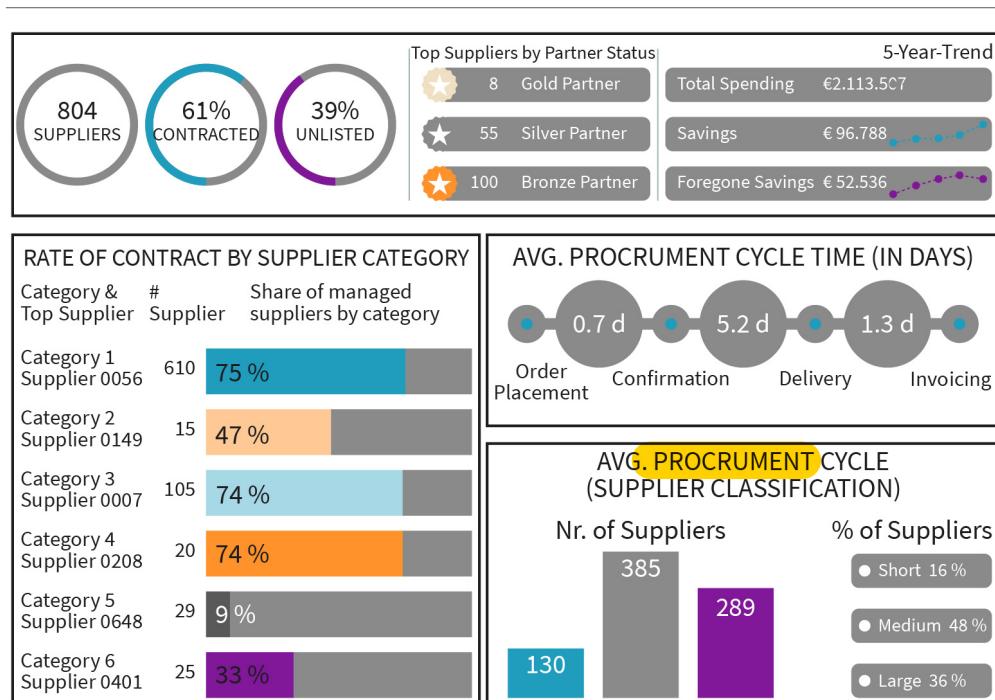 804
SUPPLIERS
61%
CONTRACTED
39%
UNLISTED
Top Suppliers by Partner Status
8 Gold Partner
55 Silver Partner
100 Bronze Partner
5-Year-Trend
Total Spending €2.113.507
Savings € 96.788
Foregone Savings € 52.536
RATE OF CONTRACT BY SUPPLIER CATEGORY
Category & # Share of managed
Top Supplier Supplier suppliers by category
Category 1
Supplier 0056 610 75 %
Category 2
Supplier 0149 15 47 %
Category 3
Supplier 0007 105 74 %
Category 4
Supplier 0208 20 74 %
Category 5
Supplier 0648 29 9 %
Category 6
Supplier 0401 25 33 %
AVG. PROCRUMENT CYCLE TIME (IN DAYS)
0.7 d 5.2 d 1.3 d
Order
Placement Confirmation Delivery Invoicing
AVG. PROCRUMENT CYCLE
(SUPPLIER CLASSIFICATION)
Nr. of Suppliers
130 385 289
% of Suppliers
Short 16 %
Medium 48 %
Large 36 %